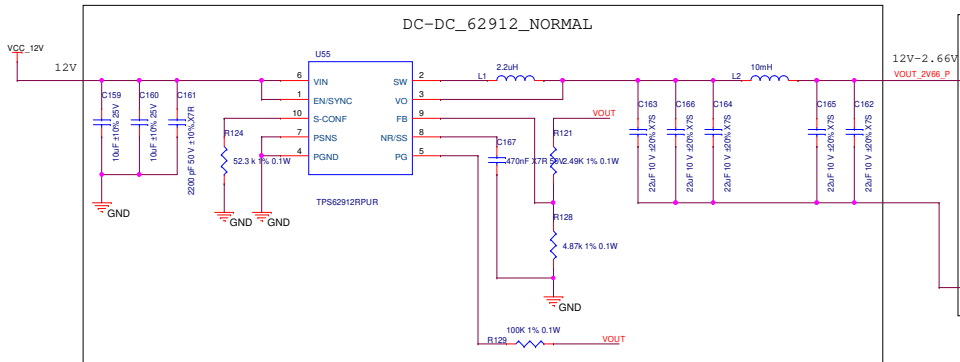 DC-DC_62912_NORMAL
VCC_12V
12V
U55
6 VIN SW 2
1 EN/SYNC VO 3
10 S-CONF FB 9
7 PSNS NR/SS 8
4 PGND PG 5
TPS62912RPUR
C159
10uF ±10% 25V
C160
10uF ±10% 25V
C161
2200 pF 50 V ±10% X7R
GND
R124
52.3 k 1% 0.1W
GND
GND
L1
2.2uH
C167
470nF X7R 50V
R121
2.49K 1% 0.1W
VOUT
R128
4.87k 1% 0.1W
GND
R129
100K 1% 0.1W
VOUT
C163
22uF 10 V ±20% X7S
C166
22uF 10 V ±20% X7S
C164
22uF 10 V ±20% X7S
L2
10mH
C165
22uF 10 V ±20% X7S
C162
22uF 10 V ±20% X7S
12V-2.66V
VOUT_2V66_P